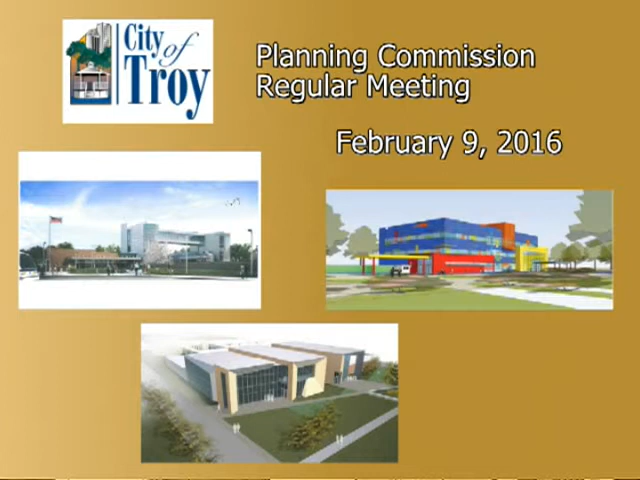 City
of
Troy
Planning Commission
Regular Meeting
February 9, 2016